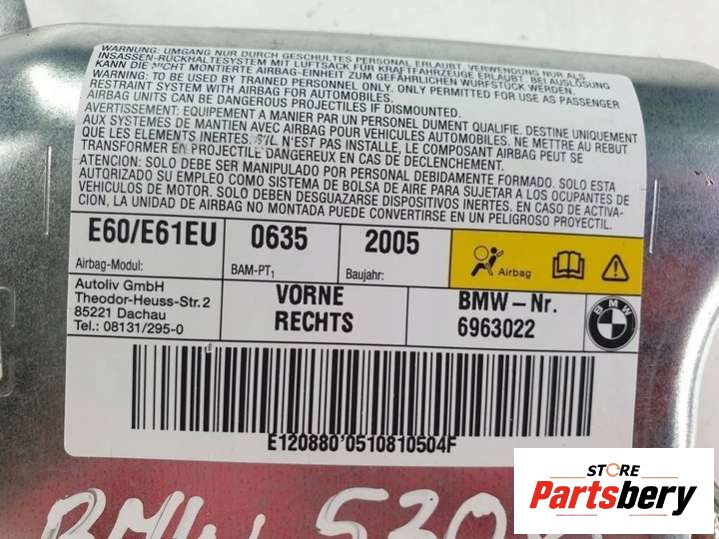 WARNUNG: UMGANG NUR DURCH GESCHULTES PERSONAL ERLAUBT. VERWENDUNG NUR ALS
INSASSEN-RÜCKHALTESYSTEM MIT LUFTSACK FÜR KRAFTFAHRZEUGE ERLAUBT. BEI AUSLÖSUNG
KANN DIE NICHT MONTIERTE AIRBAG-EINHEIT ZUM GEFÄHRLICHEN WURFSTÜCK WERDEN.
WARNING: TO BE USED BY TRAINED PERSONNEL ONLY. ONLY PERMITTED FOR USE AS PASSENGER
RESTRAINT SYSTEM WITH AIRBAG FOR AUTOMOBILES.
AIRBAG UNITS CAN BE DANGEROUS PROJECTILES IF DISMOUNTED.
AVERTISSEMENT: EQUIPEMENT A MANIER PAR UN PERSONNEL DUMENT QUALIFIE. DESTINE UNIQUEMENT
AUX SYSTEMES DE MANTIEN AVEC AIRBAG POUR VEHICULES AUTOMOBILES. NE METTRE AU REBUT
QUE LES ELEMENTS INERTES. S'IL N'EST PAS INSTALLE, LE COMPOSANT AIRBAG PEUT SE
TRANSFORMER EN PROJECTILE DANGEREUX EN CAS DE DECLENCHEMENT.
ATENCION: SOLO DEBE SER MANIPULADO POR PERSONAL DEBIDAMENTE FORMADO. SOLO ESTA
AUTORIZADO SU EMPLEO COMO SISTEMA DE BOLSA DE AIRE PARA SUJETAR A LOS OCUPANTES DE
VEHICULOS DE MOTOR. SOLO DEBEN DESGUAZARSE DISPOSITIVOS INERTES. EN CASO DE ACTIVA-
CION, LA UNIDAD DE AIRBAG NO MONTADA PUEDE CONVERTIRSE EN UN PELIGROSO PROYECTIL.
E60/E61EU 0635 2005
Airbag-Modul: BAM-PT1 Baujahr: Airbag
Autoliv GmbH
Theodor-Heuss-Str.2
85221 Dachau
Tel.: 08131/295-0
VORNE
RECHTS
BMW-Nr.
6963022
BMW
E120880'0510810504F
BMW 530
STORE
Partsbery